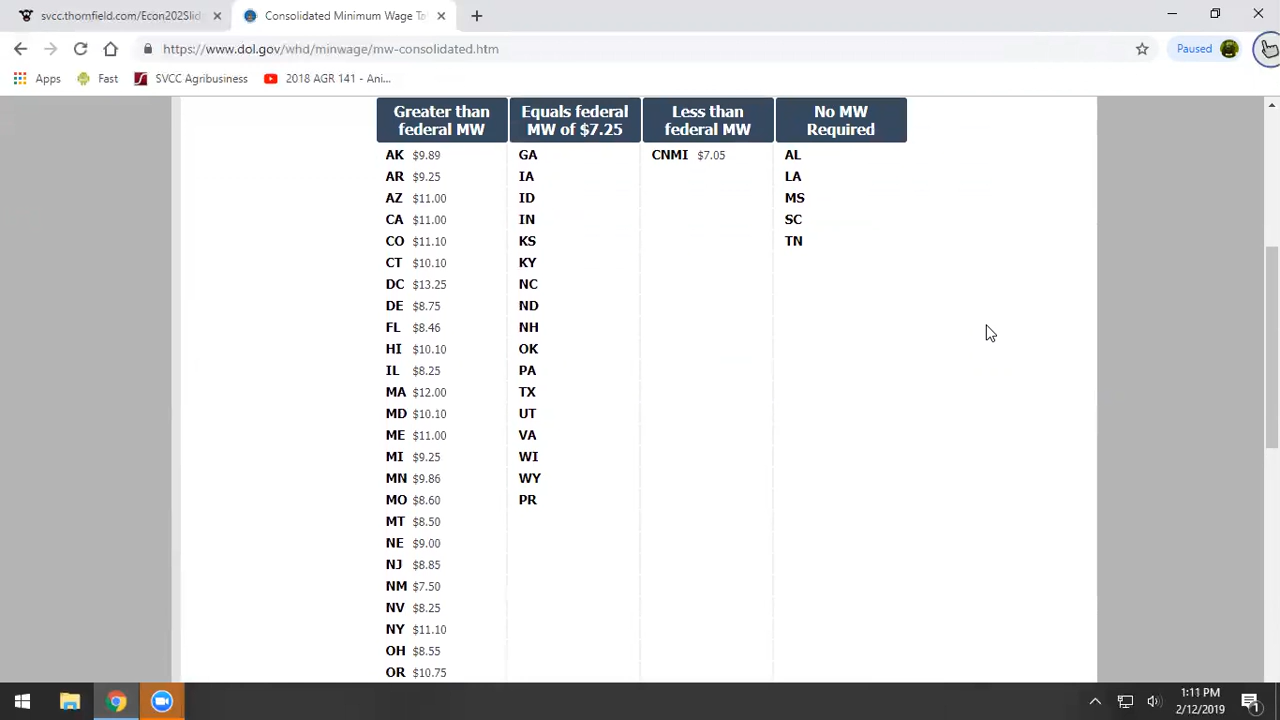 svcc.thornfield.com/Econ202Slid
Consolidated Minimum Wage Ta
https://www.dol.gov/whd/minwage/mw-consolidated.htm
Paused
Apps
Fast
SVCC Agribusiness
2018 AGR 141 - Ani...
Greater than federal MW
Equals federal MW of $7.25
Less than federal MW
No MW Required
AK $9.89 GA CNMI $7.05 AL
AR $9.25 IA LA
AZ $11.00 ID MS
CA $11.00 IN SC
CO $11.10 KS TN
CT $10.10 KY
DC $13.25 NC
DE $8.75 ND
FL $8.46 NH
HI $10.10 OK
IL $8.25 PA
MA $12.00 TX
MD $10.10 UT
ME $11.00 VA
MI $9.25 WI
MN $9.86 WY
MO $8.60 PR
MT $8.50
NE $9.00
NJ $8.85
NM $7.50
NV $8.25
NY $11.10
OH $8.55
OR $10.75
1:11 PM
2/12/2019
1